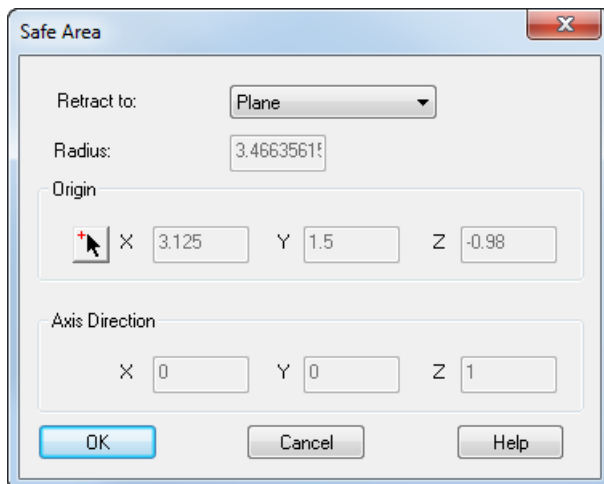 Safe Area
Retract to: Plane
Radius: 3.46635615
Origin
X 3.125 Y 1.5 Z -0.98
Axis Direction
X 0 Y 0 Z 1
OK Cancel Help